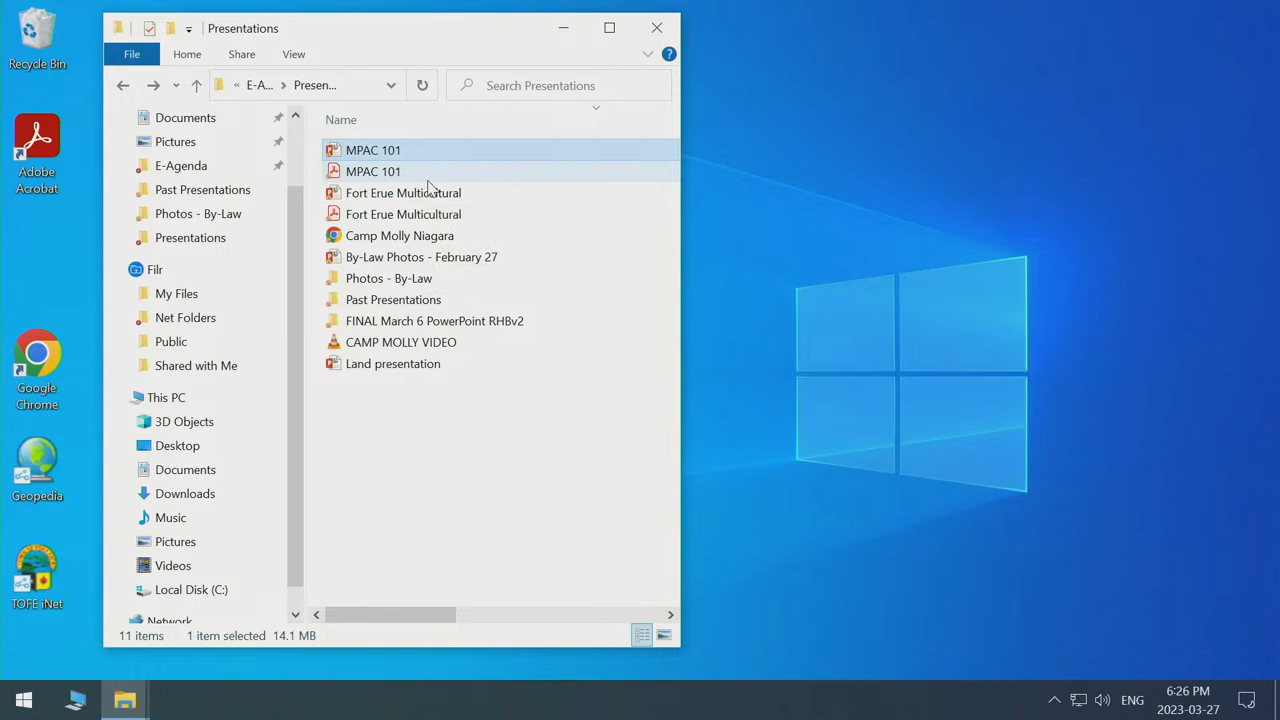 Recycle Bin
Adobe
Acrobat
Google
Chrome
Geopedia
TOFE iNet
Presentations
File
Home
Share
View
« E-A... > Presen...
Search Presentations
Documents
Pictures
E-Agenda
Past Presentations
Photos - By-Law
Presentations
Filr
My Files
Net Folders
Public
Shared with Me
This PC
3D Objects
Desktop
Documents
Downloads
Music
Pictures
Videos
Local Disk (C:)
Network
Name
MPAC 101
MPAC 101
Fort Erue Multicultural
Fort Erue Multicultural
Camp Molly Niagara
By-Law Photos - February 27
Photos - By-Law
Past Presentations
FINAL March 6 PowerPoint RHBv2
CAMP MOLLY VIDEO
Land presentation
11 items
1 item selected 14.1 MB
ENG
6:26 PM
2023-03-27